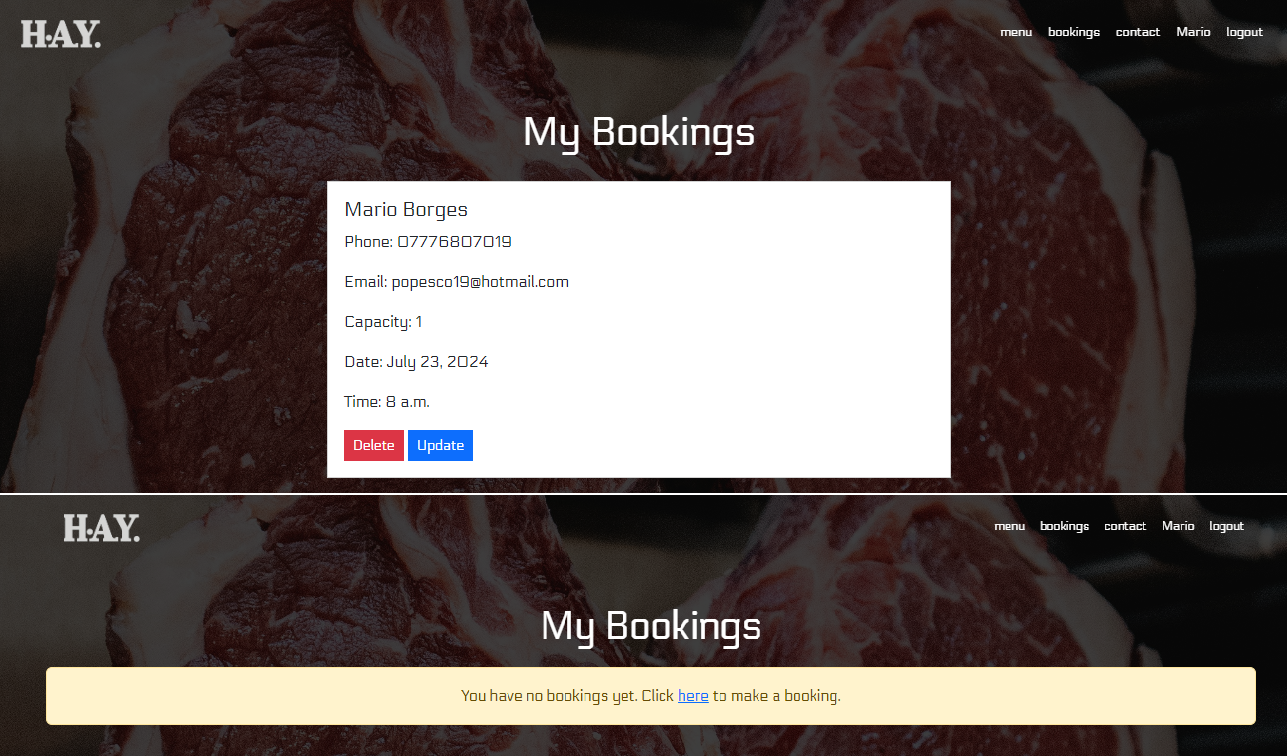 H.A.Y.
menu bookings contact Mario logout
My Bookings
Mario Borges
Phone: 07776807019
Email: popesco19@hotmail.com
Capacity: 1
Date: July 23, 2024
Time: 8 a.m.
Delete Update
H.A.Y.
menu bookings contact Mario logout
My Bookings
You have no bookings yet. Click here to make a booking.